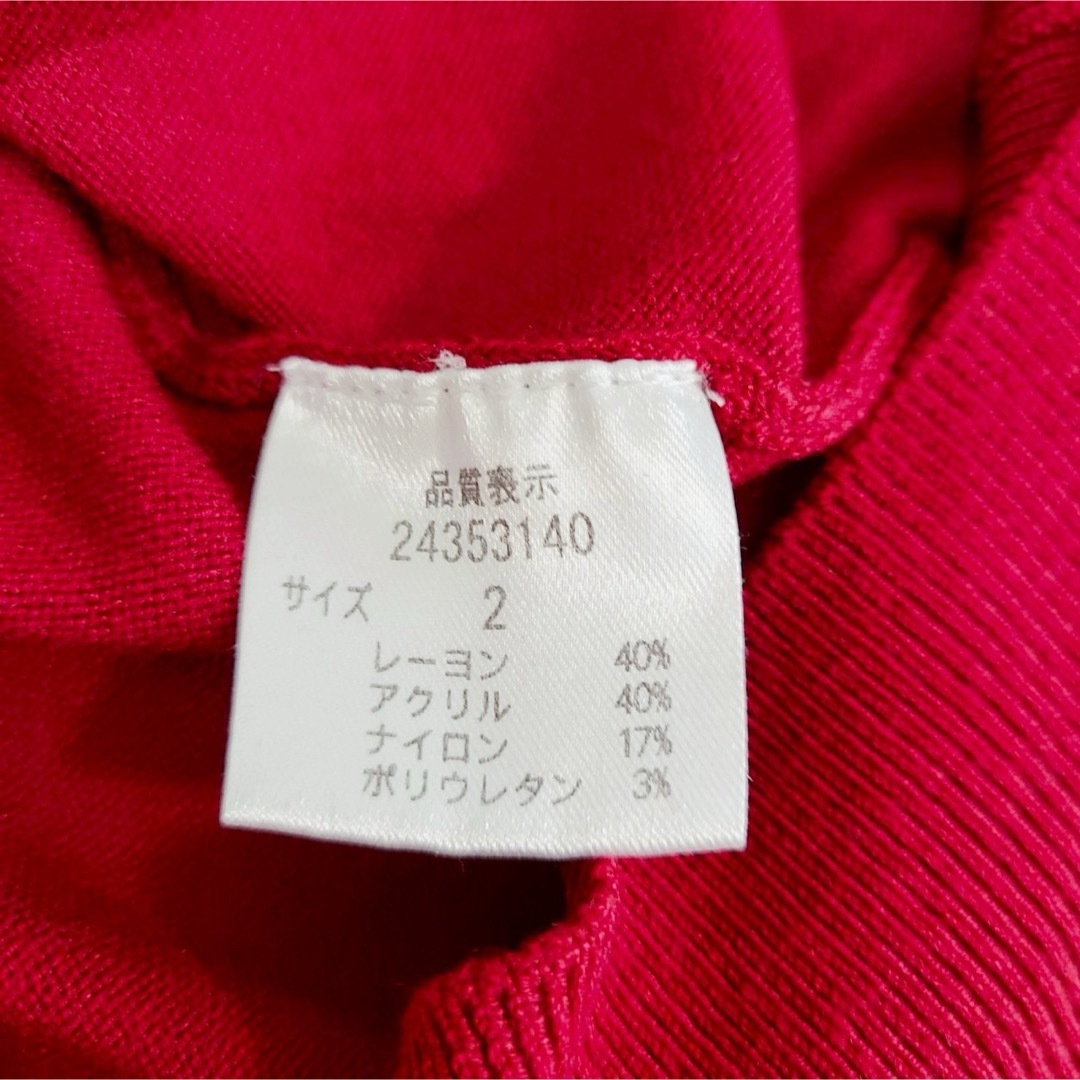 品質表示
24353140
サイズ 2
レーヨン 40%
アクリル 40%
ナイロン 17%
ポリウレタン 3%